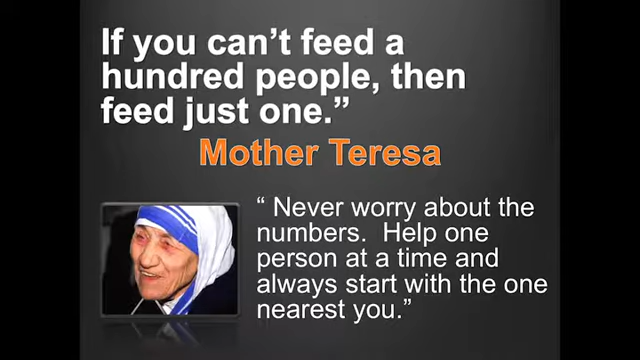 If you can’t feed a
hundred people, then
feed just one.”
Mother Teresa
“ Never worry about the
numbers.  Help one
person at a time and
always start with the one
nearest you.”